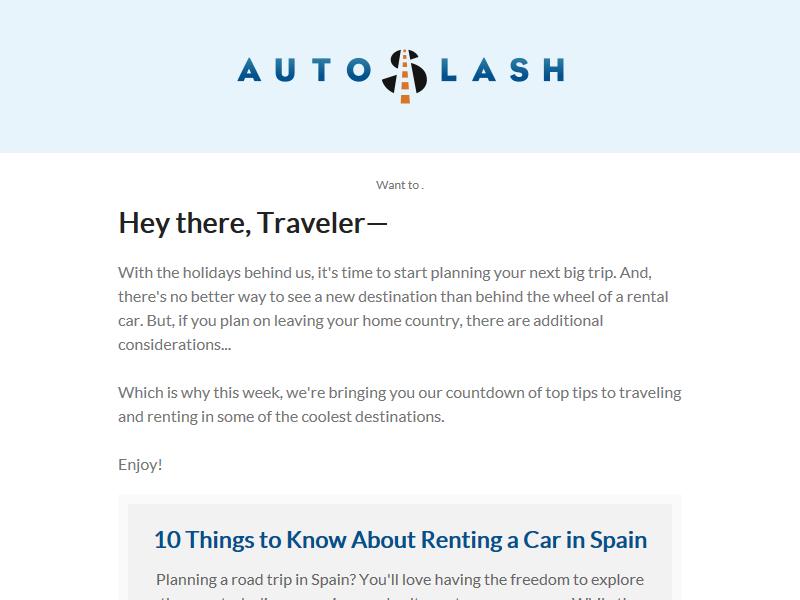 AUTOSLASH
Want to .
Hey there, Traveler—
With the holidays behind us, it's time to start planning your next big trip. And,
there's no better way to see a new destination than behind the wheel of a rental
car. But, if you plan on leaving your home country, there are additional
considerations...
Which is why this week, we're bringing you our countdown of top tips to traveling
and renting in some of the coolest destinations.
Enjoy!
10 Things to Know About Renting a Car in Spain
Planning a road trip in Spain? You'll love having the freedom to explore